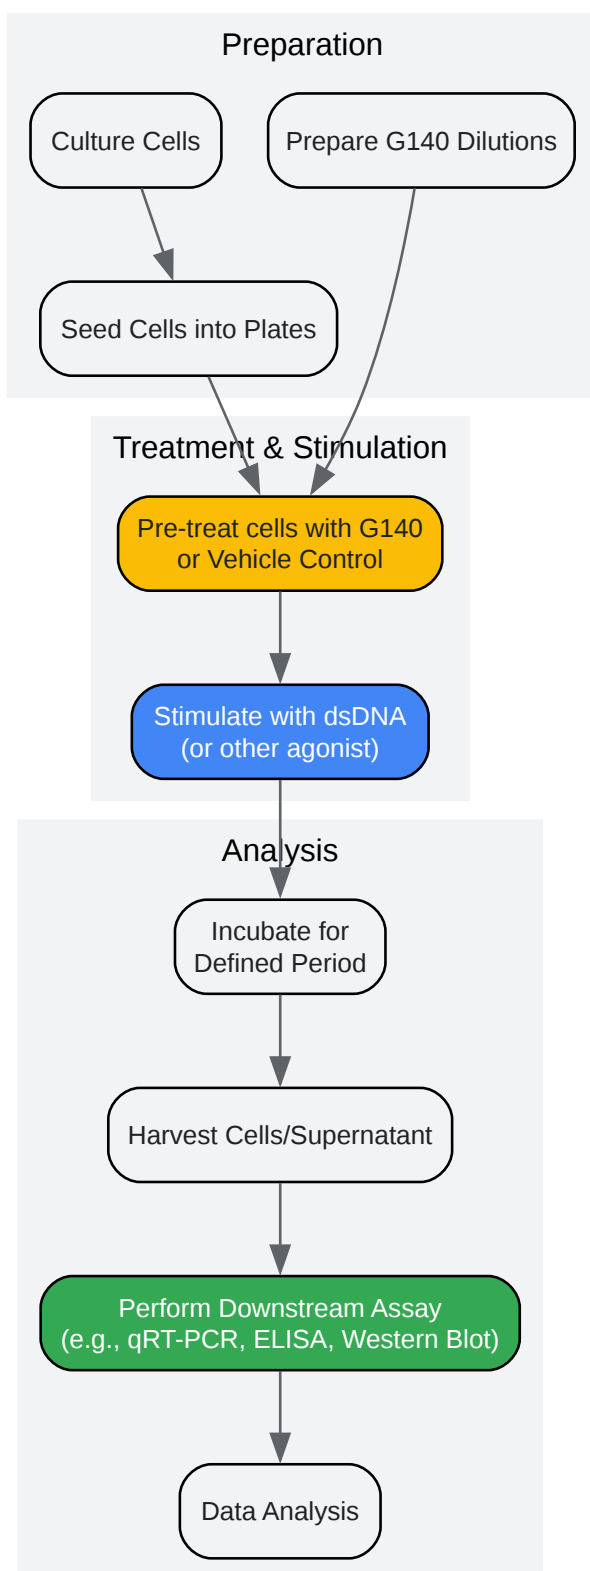 Preparation
Culture Cells
Prepare G140 Dilutions
Seed Cells into Plates
Treatment & Stimulation
Pre-treat cells with G140
or Vehicle Control
Stimulate with dsDNA
(or other agonist)
Analysis
Incubate for
Defined Period
Harvest Cells/Supernatant
Perform Downstream Assay
(e.g., qRT-PCR, ELISA, Western Blot)
Data Analysis